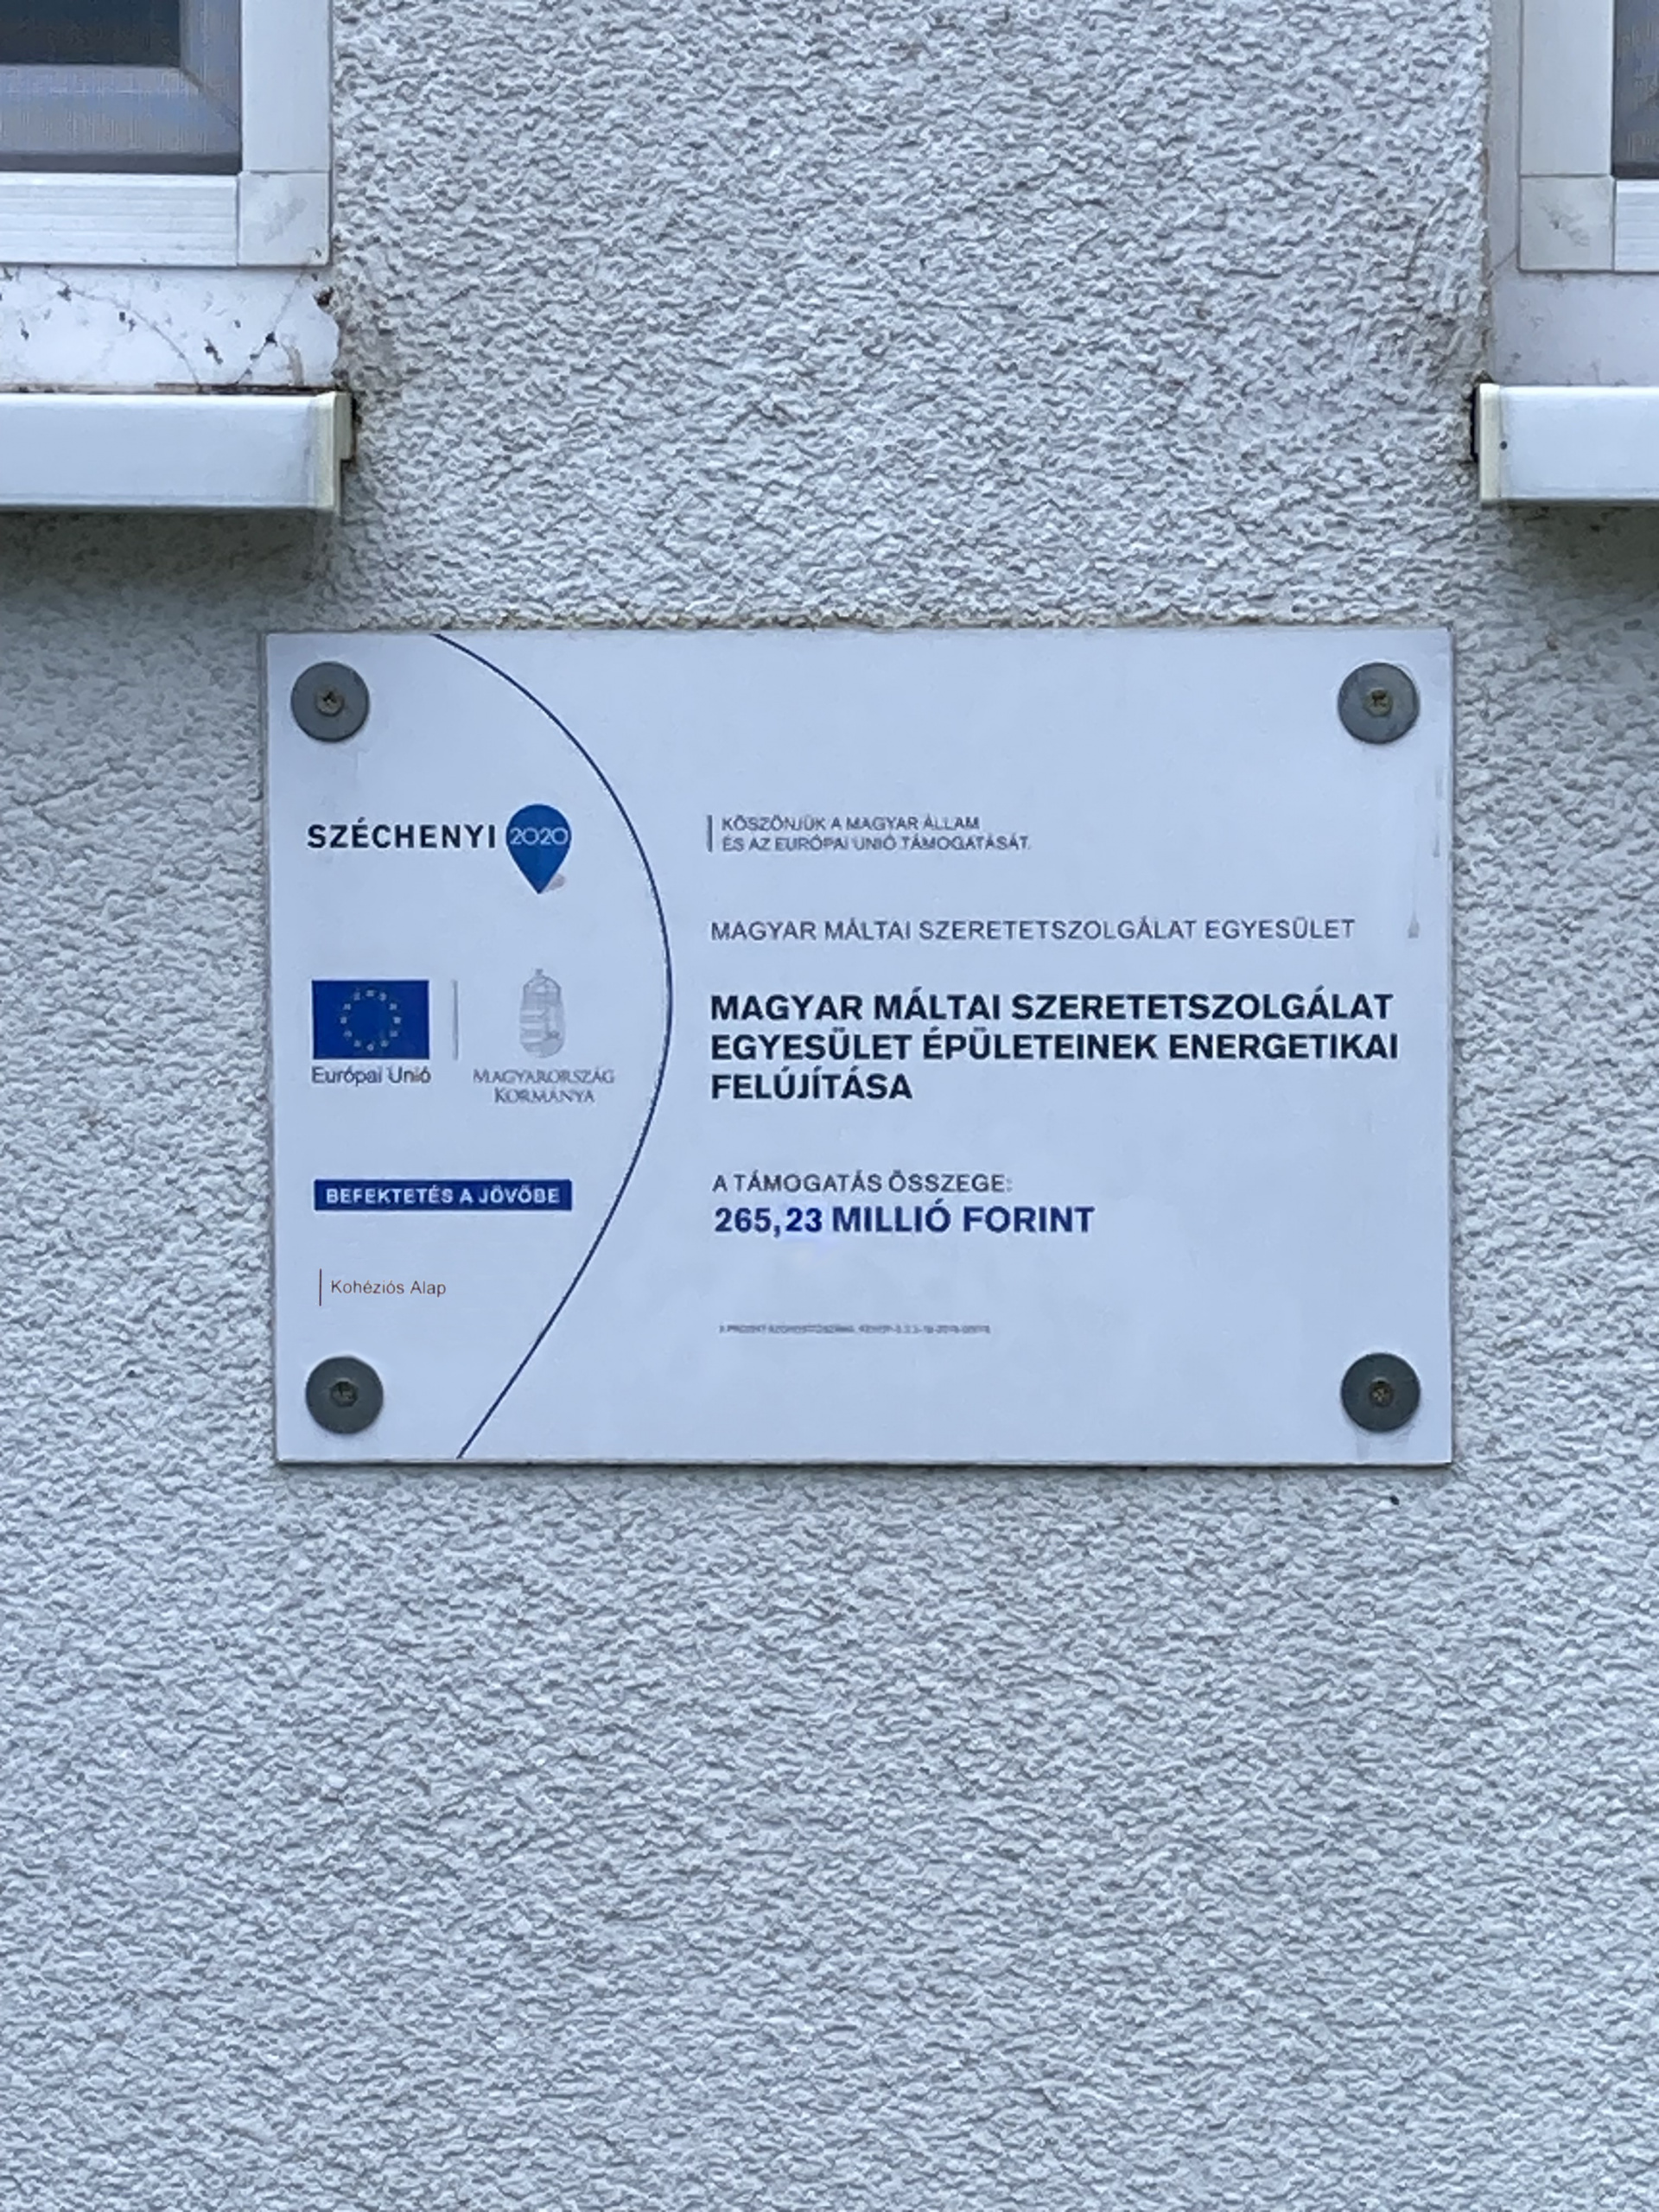 SZÉCHENYI 2020
Európai Unió
MAGYARORSZÁG
KORMÁNYA
BEFEKTETÉS A JÖVŐBE
Kohéziós Alap
KÖSZÖNJÜK A MAGYAR ÁLLAM
ÉS AZ EURÓPAI UNIÓ TÁMOGATÁSÁT.
MAGYAR MÁLTAI SZERETETSZOLGÁLAT EGYESÜLET
MAGYAR MÁLTAI SZERETETSZOLGÁLAT
EGYESÜLET ÉPÜLETEINEK ENERGETIKAI
FELÚJÍTÁSA
A TÁMOGATÁS ÖSSZEGE:
265,23 MILLIÓ FORINT